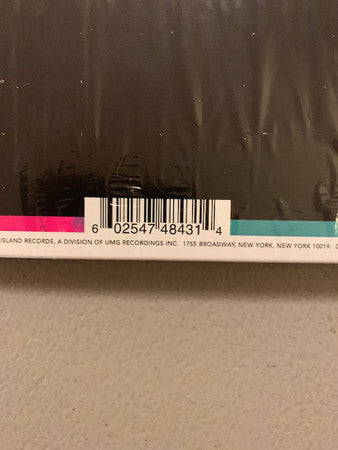 6 02547 48431 4
ISLAND RECORDS, A DIVISION OF UMG RECORDINGS INC. 1755 BROADWAY, NEW YORK, NEW YORK 10019.